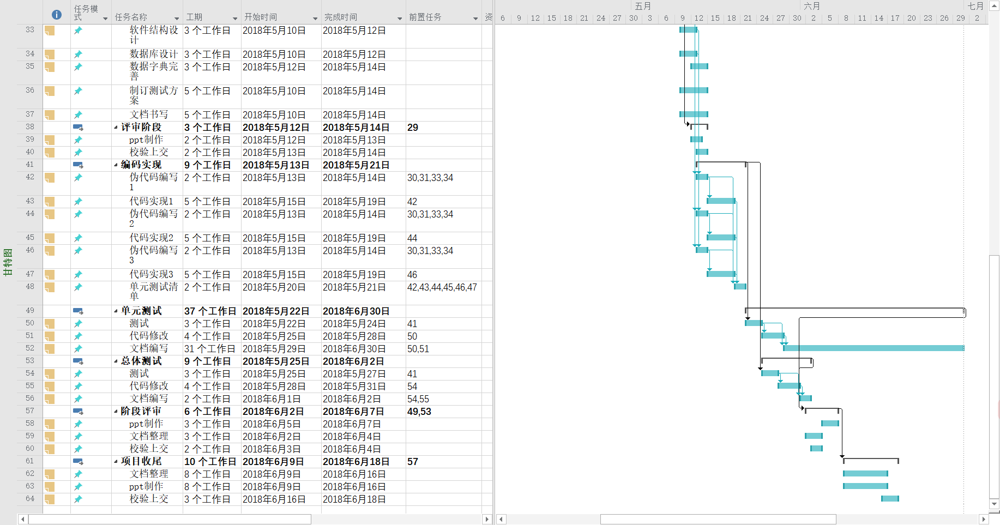 任务模式 任务名称 工期 开始时间 完成时间 前置任务 资
五月 六月 七月
6 9 12 15 18 21 24 27 30 3 6 9 12 15 18 21 24 27 30 2 5 8 11 14 17 20 23 26 29 2
甘特图
33 软件结构设计 3 个工作日 2018年5月10日 2018年5月12日
34 数据库设计 3 个工作日 2018年5月10日 2018年5月12日
35 数据字典完善 3 个工作日 2018年5月12日 2018年5月14日
36 制订测试方案 5 个工作日 2018年5月10日 2018年5月14日
37 文档书写 5 个工作日 2018年5月10日 2018年5月14日
38 评审阶段 3 个工作日 2018年5月12日 2018年5月14日 29
39 ppt制作 2 个工作日 2018年5月12日 2018年5月13日
40 校验上交 2 个工作日 2018年5月13日 2018年5月14日
41 编码实现 9 个工作日 2018年5月13日 2018年5月21日
42 伪代码编写1 2 个工作日 2018年5月13日 2018年5月14日 30,31,33,34
43 代码实现1 5 个工作日 2018年5月15日 2018年5月19日 42
44 伪代码编写2 2 个工作日 2018年5月13日 2018年5月14日 30,31,33,34
45 代码实现2 5 个工作日 2018年5月15日 2018年5月19日 44
46 伪代码编写3 2 个工作日 2018年5月13日 2018年5月14日 30,31,33,34
47 代码实现3 5 个工作日 2018年5月15日 2018年5月19日 46
48 单元测试清单 2 个工作日 2018年5月20日 2018年5月21日 42,43,44,45,46,47
49 单元测试 37 个工作日 2018年5月22日 2018年6月30日
50 测试 3 个工作日 2018年5月22日 2018年5月24日 41
51 代码修改 4 个工作日 2018年5月25日 2018年5月28日 50
52 文档编写 31 个工作日 2018年5月29日 2018年6月30日 50,51
53 总体测试 9 个工作日 2018年5月25日 2018年6月2日
54 测试 3 个工作日 2018年5月25日 2018年5月27日 41
55 代码修改 4 个工作日 2018年5月28日 2018年5月31日 54
56 文档编写 2 个工作日 2018年6月1日 2018年6月2日 54,55
57 阶段评审 6 个工作日 2018年6月2日 2018年6月7日 49,53
58 ppt制作 3 个工作日 2018年6月5日 2018年6月7日
59 文档整理 3 个工作日 2018年6月2日 2018年6月4日
60 校验上交 2 个工作日 2018年6月3日 2018年6月4日
61 项目收尾 10 个工作日 2018年6月9日 2018年6月18日 57
62 文档整理 8 个工作日 2018年6月9日 2018年6月16日
63 ppt制作 8 个工作日 2018年6月9日 2018年6月16日
64 校验上交 3 个工作日 2018年6月16日 2018年6月18日